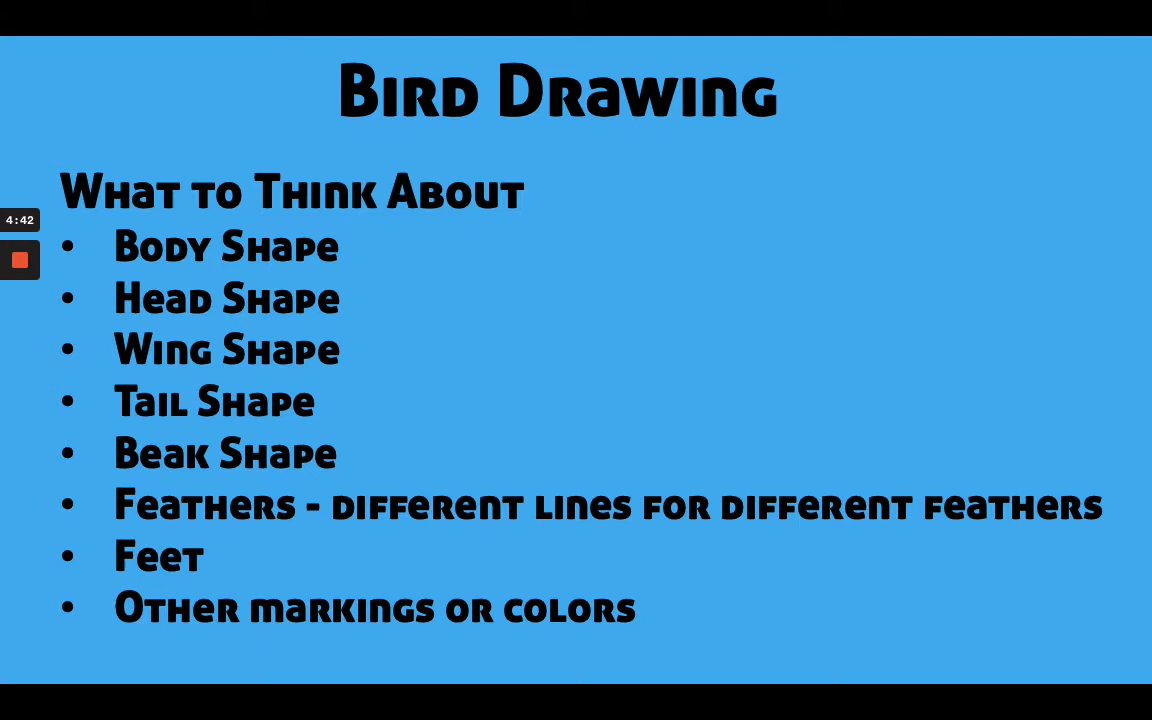 Bird Drawing
What to Think About
4:42
• Body Shape
• Head Shape
• Wing Shape
• Tail Shape
• Beak Shape
• Feathers - different lines for different feathers
• Feet
• Other markings or colors